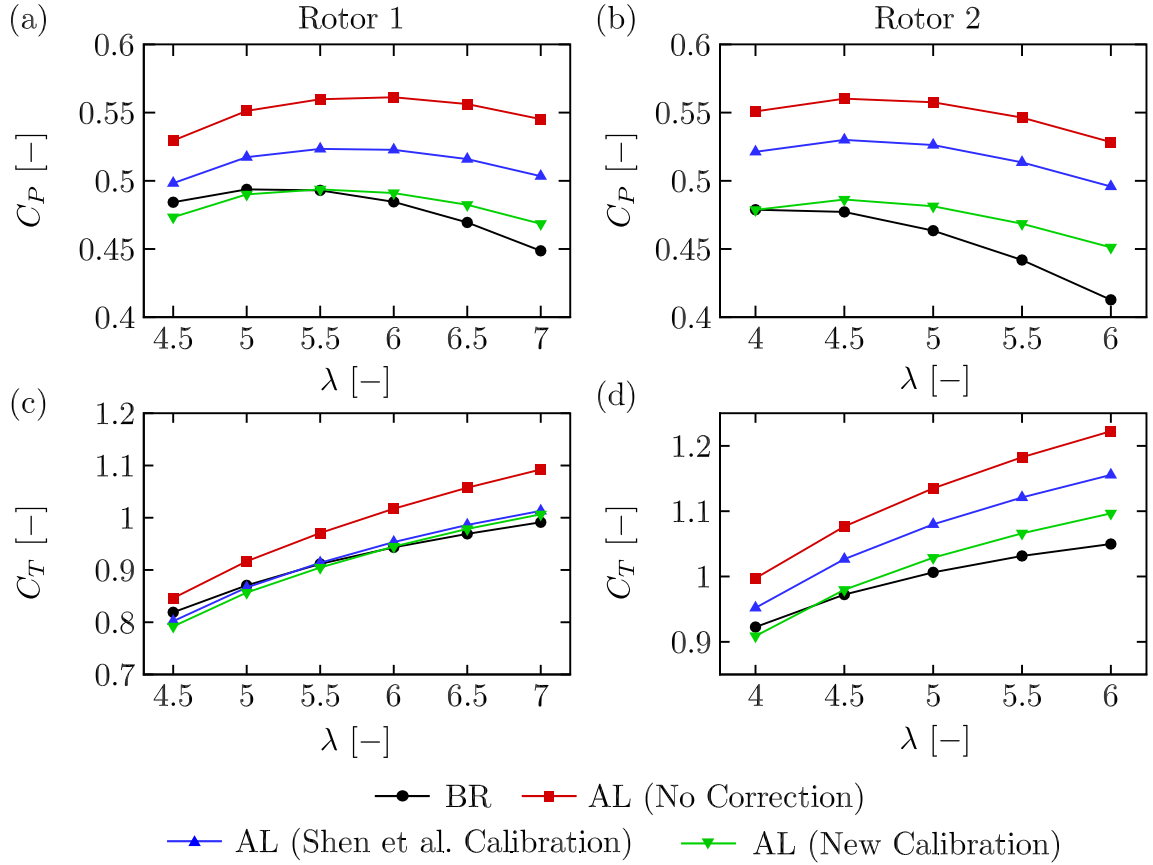 (a) Rotor 1 (b) Rotor 2
0.6 0.6
0.55 0.55
0.5 0.5
0.45 0.45
0.4 0.4
C_P [−] C_P [−]
4.5 5 5.5 6 6.5 7 4 4.5 5 5.5 6
λ [−] λ [−]
(c) (d)
1.2 1.2
1.1 1.1
1 1
0.9 0.9
0.8
0.7
C_T [−] C_T [−]
4.5 5 5.5 6 6.5 7 4 4.5 5 5.5 6
λ [−] λ [−]
BR AL (No Correction)
AL (Shen et al. Calibration) AL (New Calibration)